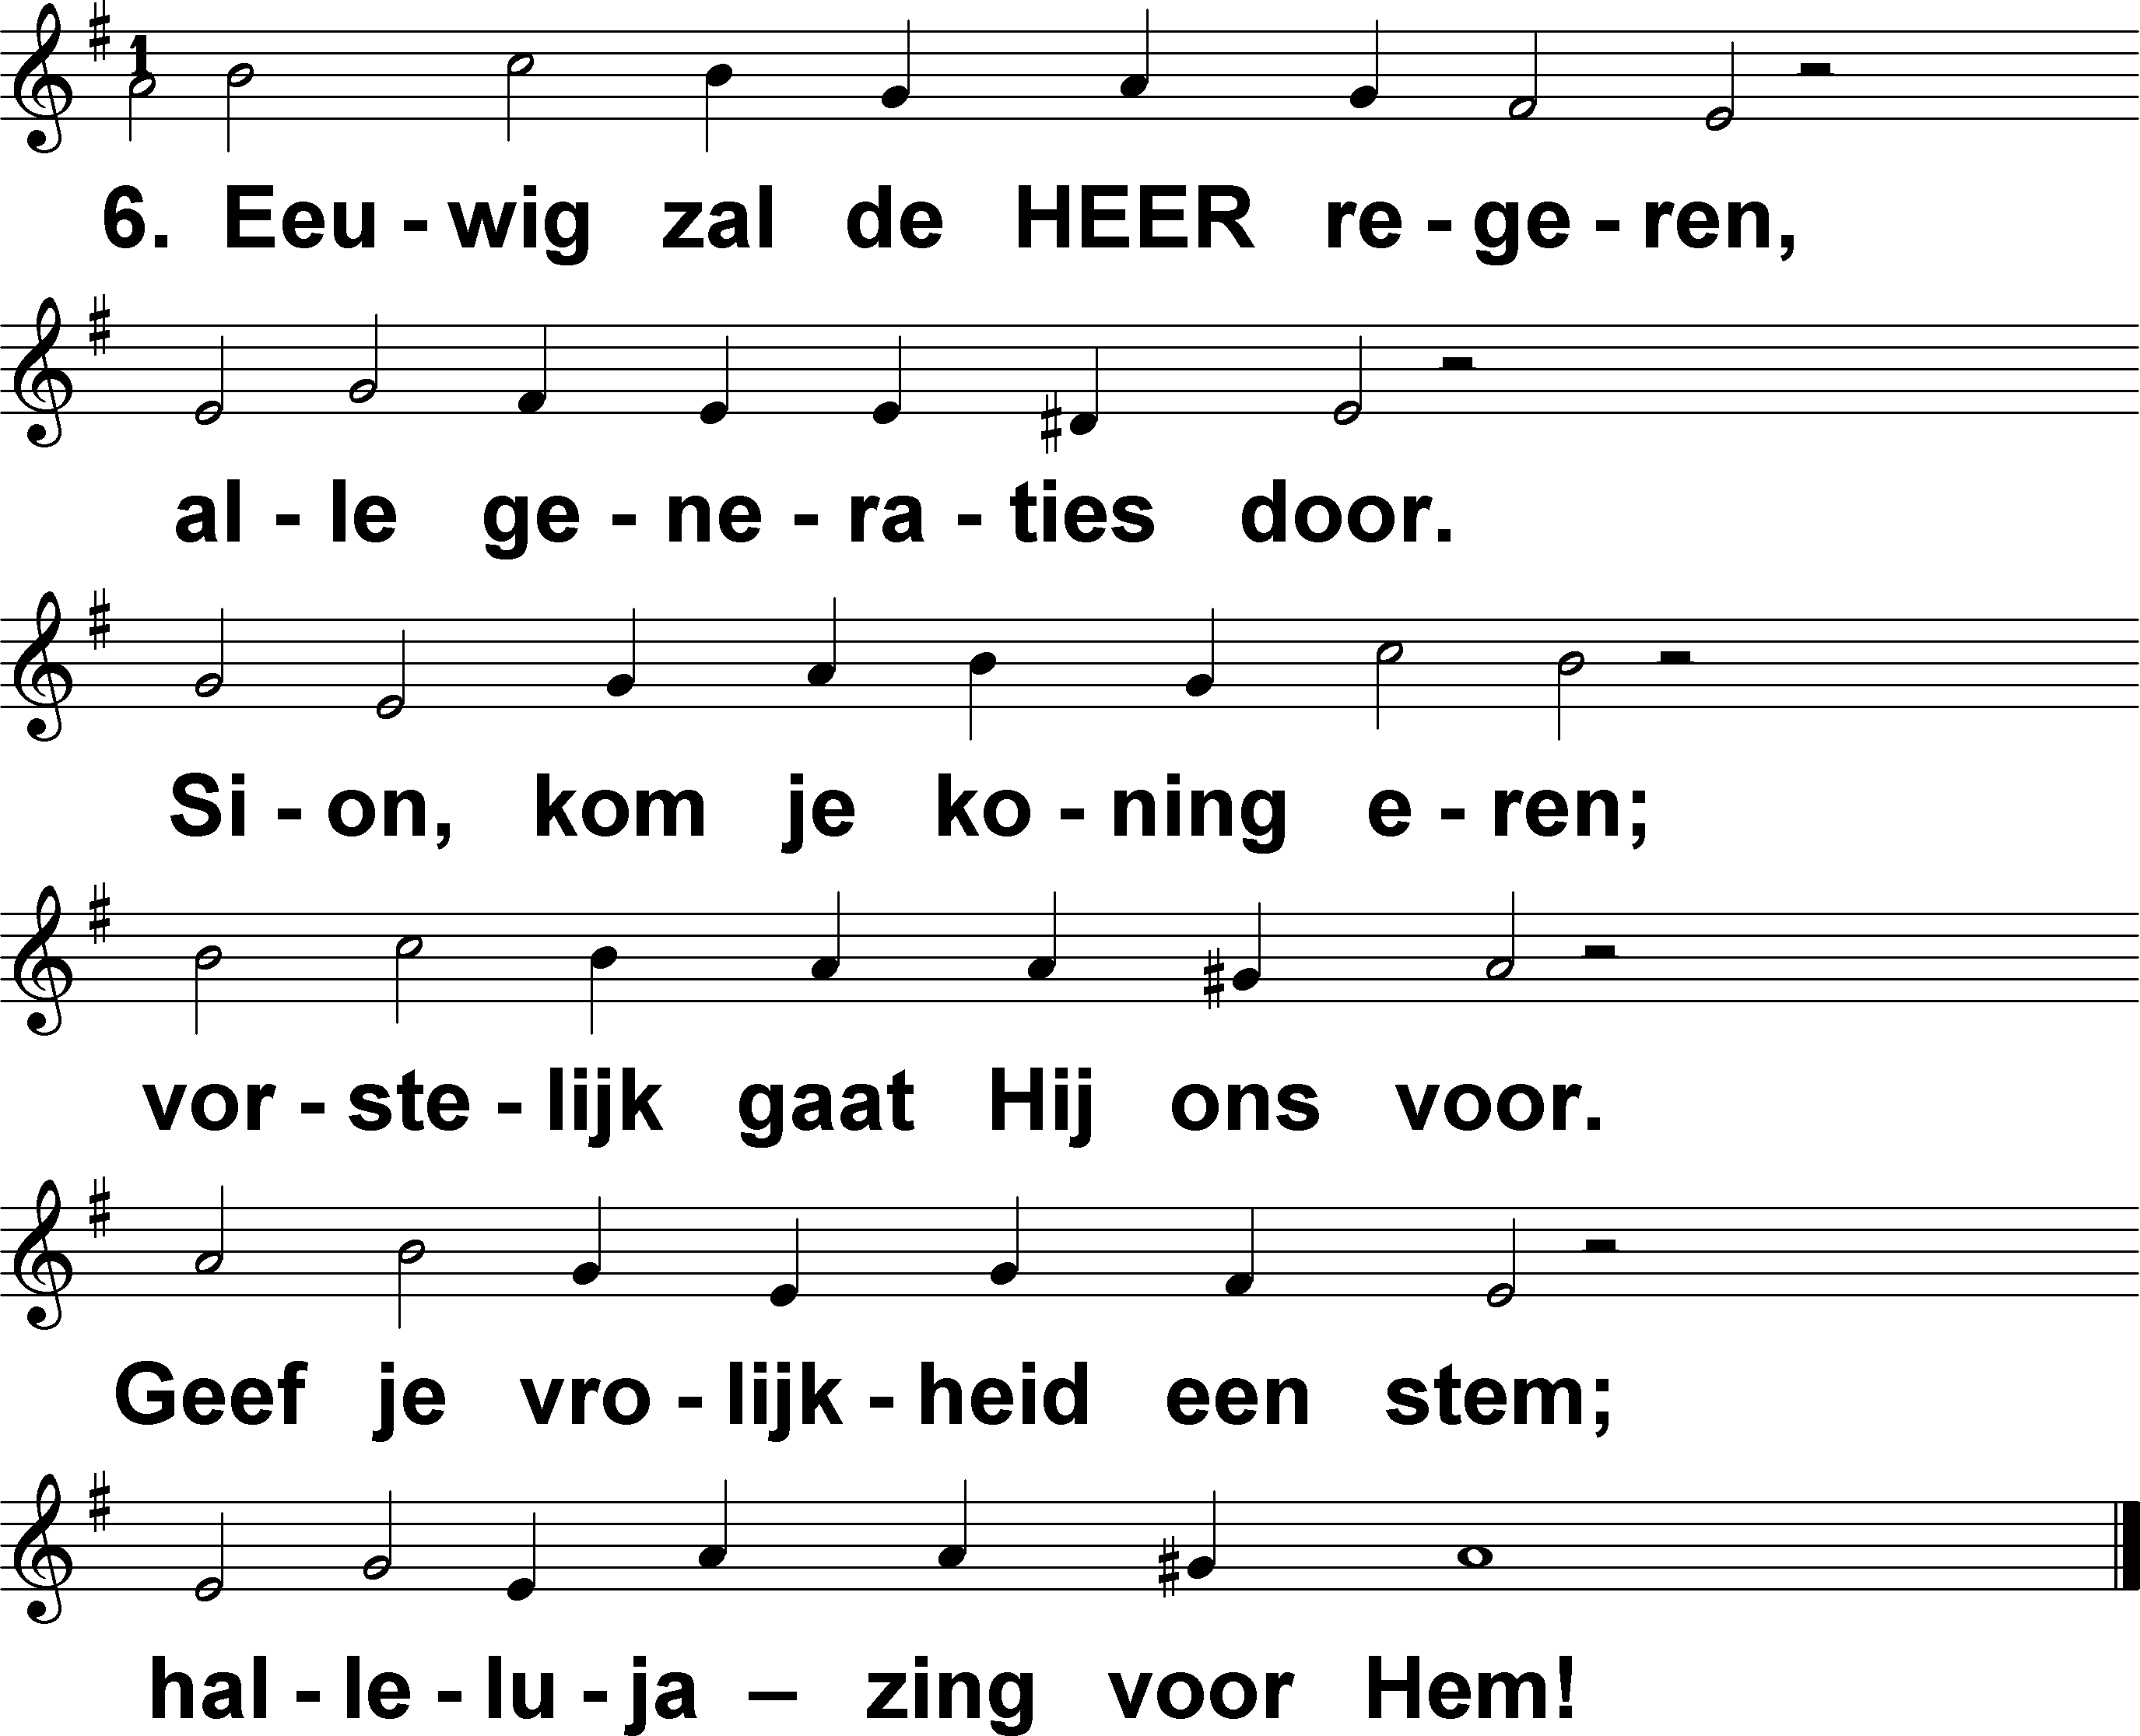 1
6. Eeu - wig zal de HEER re - ge - ren,
al - le ge - ne - ra - ties door.
Si - on, kom je ko - ning e - ren;
vor - ste - lijk gaat Hij ons voor.
Geef je vro - lijk - heid een stem;
hal - le - lu - ja – zing voor Hem!